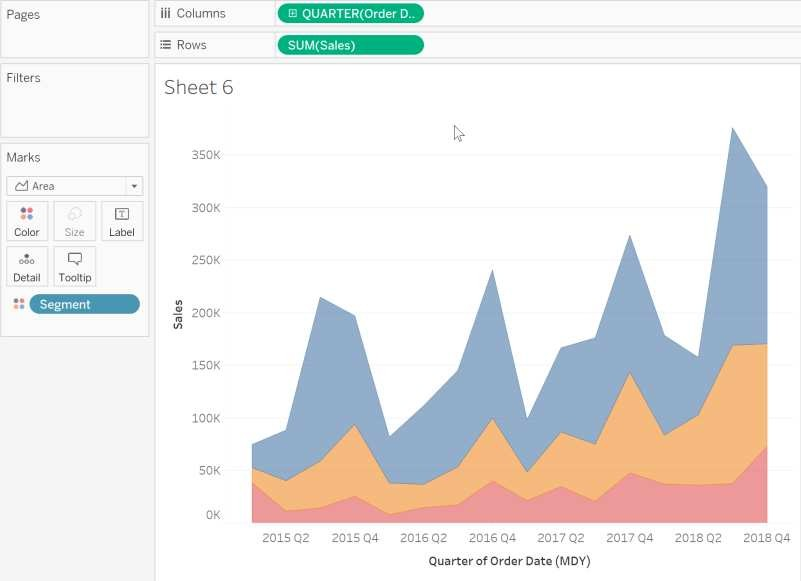 Pages
Columns
QUARTER(Order D..
Rows
SUM(Sales)
Filters
Sheet 6
Marks
Area
Color
Size
Label
Detail
Tooltip
Segment
350K
300K
250K
200K
150K
100K
50K
0K
Sales
2015 Q2 2015 Q4 2016 Q2 2016 Q4 2017 Q2 2017 Q4 2018 Q2 2018 Q4
Quarter of Order Date (MDY)